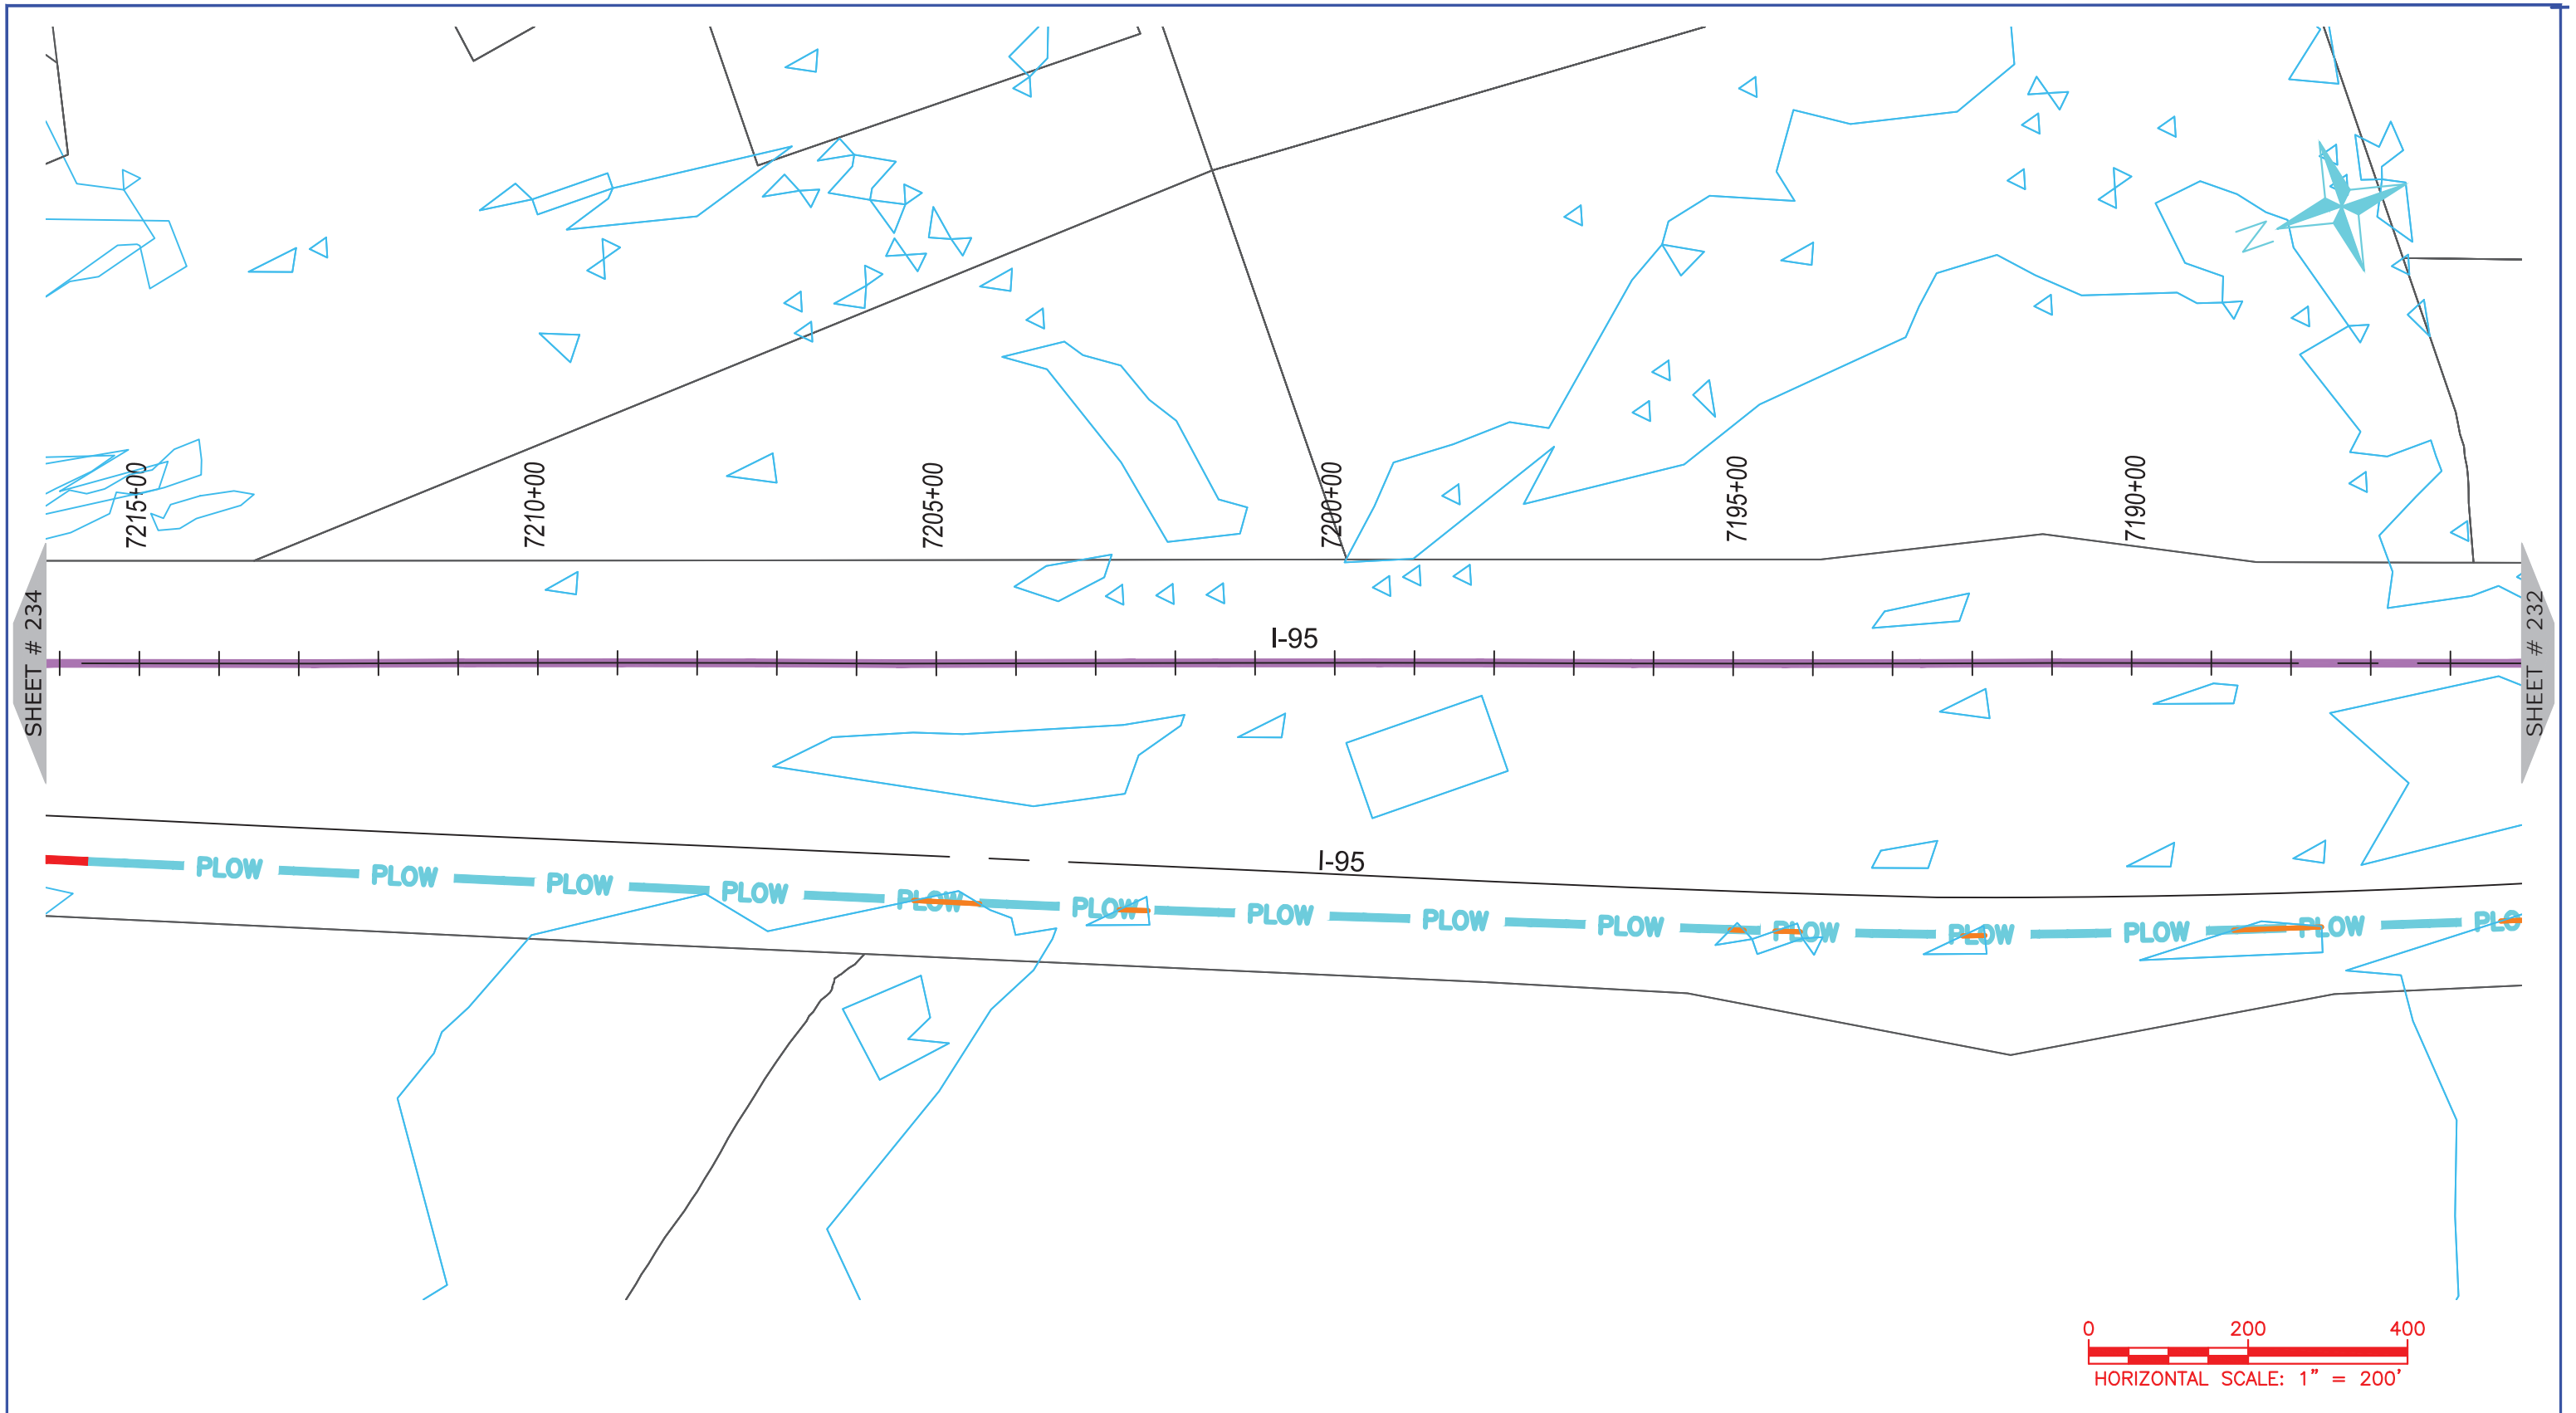 N
7215+00
7210+00
7205+00
7200+00
7195+00
7190+00
SHEET # 234
SHEET # 232
I-95
I-95
PLOW PLOW PLOW PLOW PLOW PLOW PLOW PLOW PLOW PLOW PLOW PLOW PLOW PLO
0 200 400
HORIZONTAL SCALE: 1" = 200'